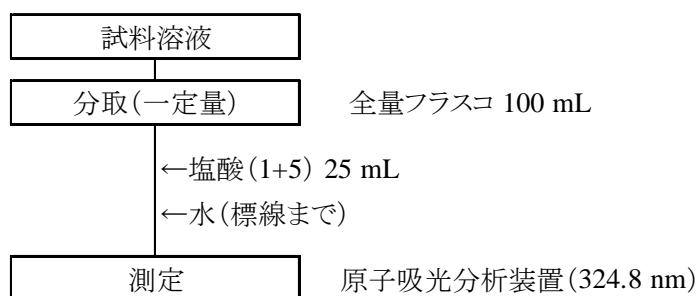 試料溶液
分取(一定量) 全量フラスコ 100 mL
←塩酸(1+5) 25 mL
←水(標線まで)
測定 原子吸光分析装置(324.8 nm)